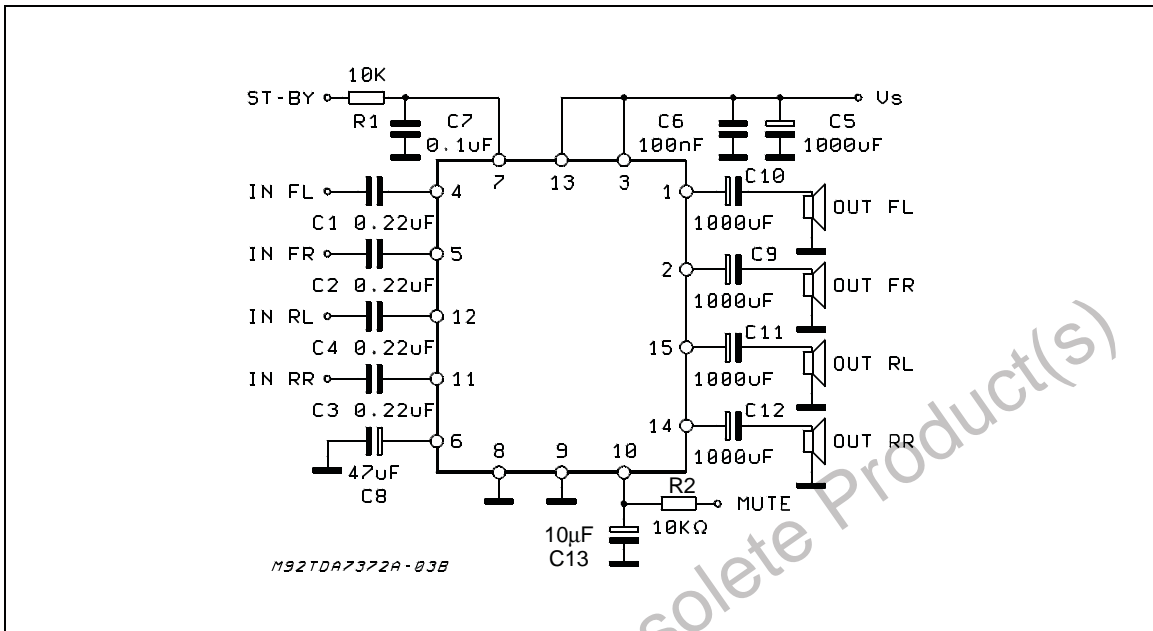 10K
ST-BY
Vs
R1
C7
0.1uF
C6
100nF
C5
1000uF
7
13
3
IN FL
4
C1 0.22uF
1
C10
1000uF
OUT FL
IN FR
5
C2 0.22uF
2
C9
1000uF
OUT FR
IN RL
12
C4 0.22uF
15
C11
1000uF
OUT RL
IN RR
11
C3 0.22uF
14
C12
1000uF
OUT RR
6
47uF
C8
8
9
10
R2
10KΩ
MUTE
10μF
C13
M92TDA7372A-03B
solete Product(s)